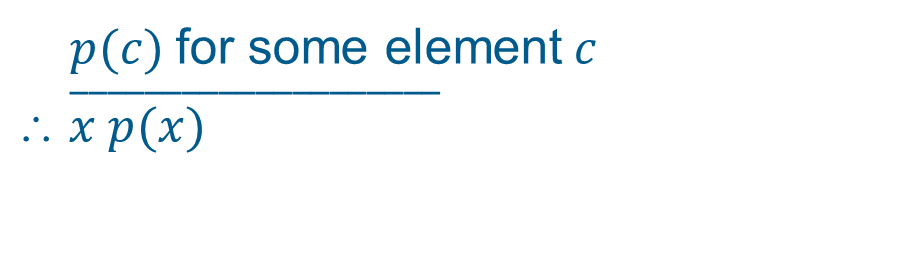 p(c) for some element c
∴ x p(x)